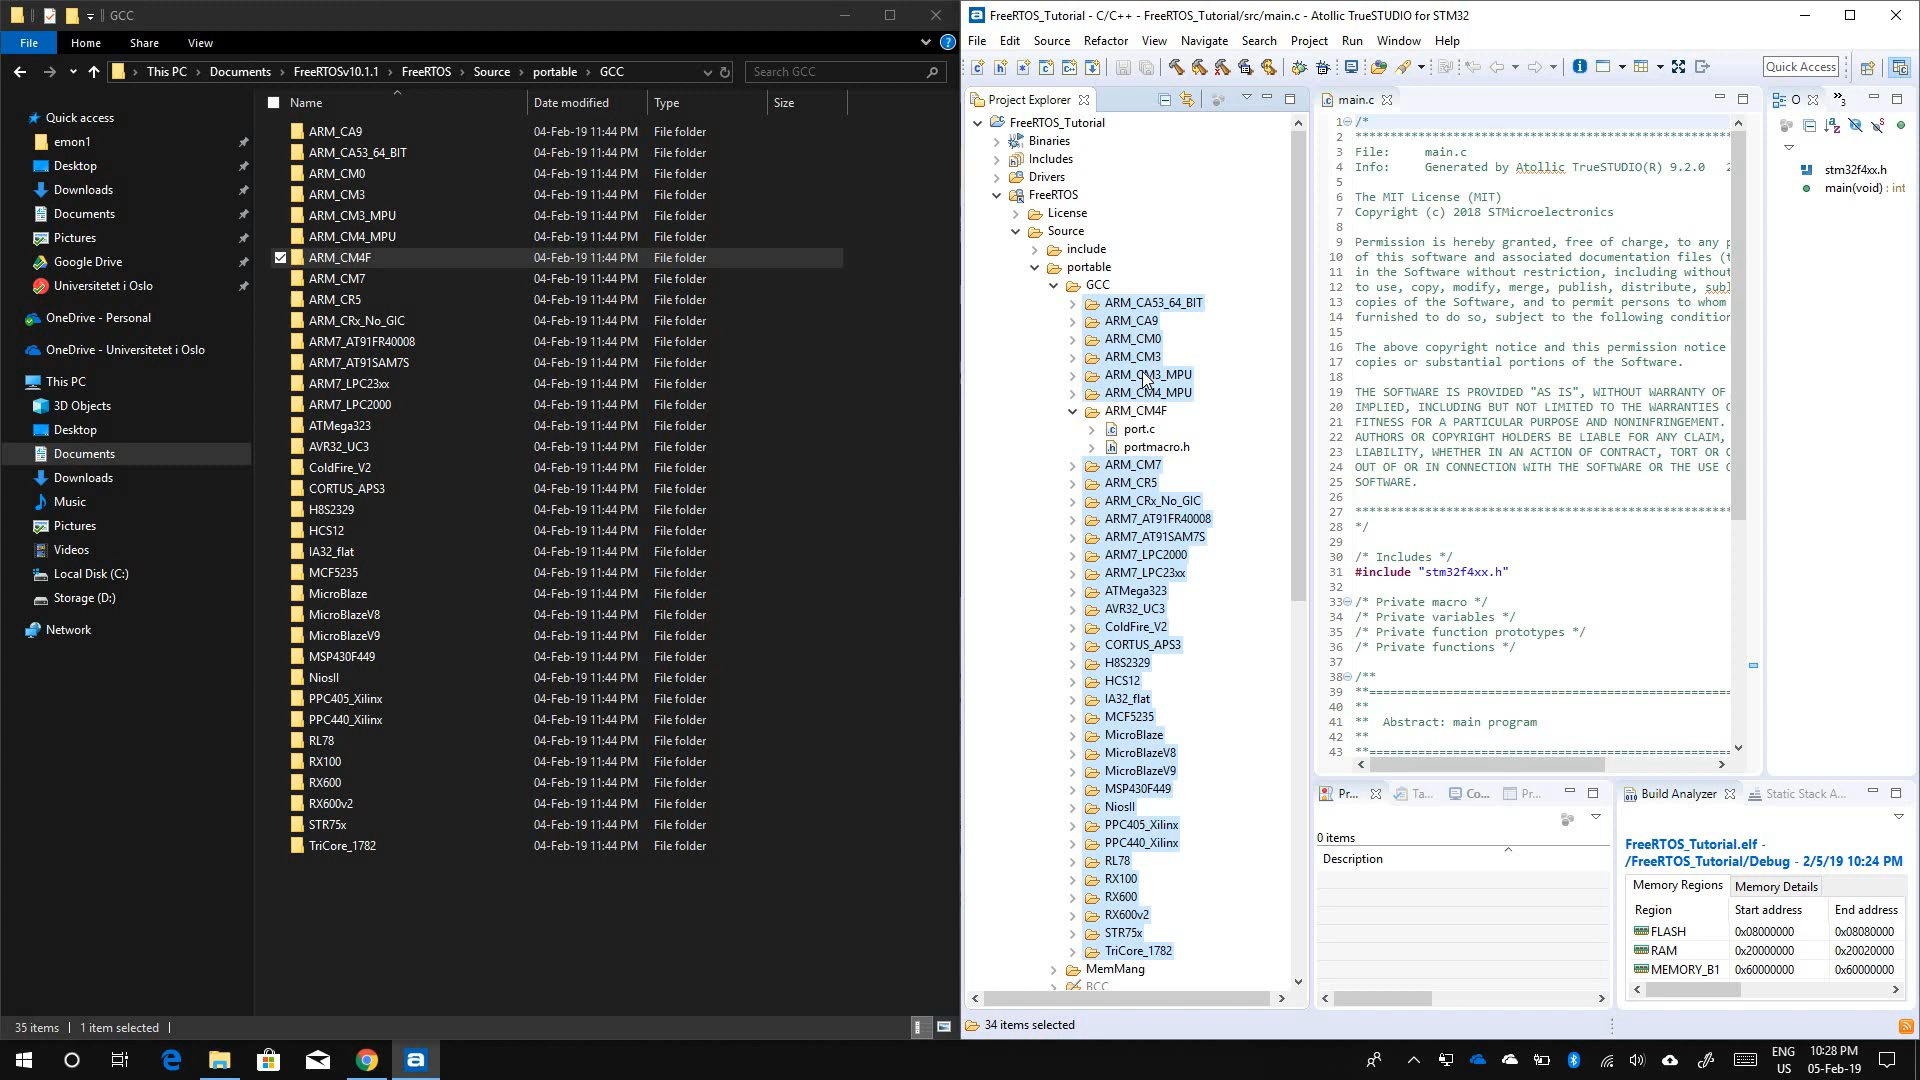 GCC
File
Home
Share
View
This PC
Documents
FreeRTOSv10.1.1
FreeRTOS
Source
portable
GCC
Search GCC
Name
Date modified
Type
Size
Quick access
emon1
Desktop
Downloads
Documents
Pictures
Google Drive
Universitetet i Oslo
OneDrive - Personal
OneDrive - Universitetet i Oslo
This PC
3D Objects
Desktop
Documents
Downloads
Music
Pictures
Videos
Local Disk (C:)
Storage (D:)
Network
ARM_CA9 04-Feb-19 11:44 PM File folder
ARM_CA53_64_BIT 04-Feb-19 11:44 PM File folder
ARM_CM0 04-Feb-19 11:44 PM File folder
ARM_CM3 04-Feb-19 11:44 PM File folder
ARM_CM3_MPU 04-Feb-19 11:44 PM File folder
ARM_CM4_MPU 04-Feb-19 11:44 PM File folder
ARM_CM4F 04-Feb-19 11:44 PM File folder
ARM_CM7 04-Feb-19 11:44 PM File folder
ARM_CR5 04-Feb-19 11:44 PM File folder
ARM_CRx_No_GIC 04-Feb-19 11:44 PM File folder
ARM7_AT91FR40008 04-Feb-19 11:44 PM File folder
ARM7_AT91SAM7S 04-Feb-19 11:44 PM File folder
ARM7_LPC23xx 04-Feb-19 11:44 PM File folder
ARM7_LPC2000 04-Feb-19 11:44 PM File folder
ATMega323 04-Feb-19 11:44 PM File folder
AVR32_UC3 04-Feb-19 11:44 PM File folder
ColdFire_V2 04-Feb-19 11:44 PM File folder
CORTUS_APS3 04-Feb-19 11:44 PM File folder
H8S2329 04-Feb-19 11:44 PM File folder
HCS12 04-Feb-19 11:44 PM File folder
IA32_flat 04-Feb-19 11:44 PM File folder
MCF5235 04-Feb-19 11:44 PM File folder
MicroBlaze 04-Feb-19 11:44 PM File folder
MicroBlazeV8 04-Feb-19 11:44 PM File folder
MicroBlazeV9 04-Feb-19 11:44 PM File folder
MSP430F449 04-Feb-19 11:44 PM File folder
NiosII 04-Feb-19 11:44 PM File folder
PPC405_Xilinx 04-Feb-19 11:44 PM File folder
PPC440_Xilinx 04-Feb-19 11:44 PM File folder
RL78 04-Feb-19 11:44 PM File folder
RX100 04-Feb-19 11:44 PM File folder
RX600 04-Feb-19 11:44 PM File folder
RX600v2 04-Feb-19 11:44 PM File folder
STR75x 04-Feb-19 11:44 PM File folder
TriCore_1782 04-Feb-19 11:44 PM File folder
35 items
1 item selected
FreeRTOS_Tutorial - C/C++ - FreeRTOS_Tutorial/src/main.c - Atollic TrueSTUDIO for STM32
File Edit Source Refactor View Navigate Search Project Run Window Help
Quick Access
Project Explorer
FreeRTOS_Tutorial
Binaries
Includes
Drivers
FreeRTOS
License
Source
include
portable
GCC
ARM_CA53_64_BIT
ARM_CA9
ARM_CM0
ARM_CM3
ARM_CM3_MPU
ARM_CM4_MPU
ARM_CM4F
port.c
portmacro.h
ARM_CM7
ARM_CR5
ARM_CRx_No_GIC
ARM7_AT91FR40008
ARM7_AT91SAM7S
ARM7_LPC2000
ARM7_LPC23xx
ATMega323
AVR32_UC3
ColdFire_V2
CORTUS_APS3
H8S2329
HCS12
IA32_flat
MCF5235
MicroBlaze
MicroBlazeV8
MicroBlazeV9
MSP430F449
NiosII
PPC405_Xilinx
PPC440_Xilinx
RL78
RX100
RX600
RX600v2
STR75x
TriCore_1782
MemMang
BCC
34 items selected
main.c
1 /*
2 ******************************************************
3 File: main.c
4 Info: Generated by Atollic TrueSTUDIO(R) 9.2.0 2
5
6 The MIT License (MIT)
7 Copyright (c) 2018 STMicroelectronics
8
9 Permission is hereby granted, free of charge, to any p
10 of this software and associated documentation files (t
11 in the Software without restriction, including without
12 to use, copy, modify, merge, publish, distribute, subl
13 copies of the Software, and to permit persons to whom
14 furnished to do so, subject to the following condition
15
16 The above copyright notice and this permission notice
17 copies or substantial portions of the Software.
18
19 THE SOFTWARE IS PROVIDED "AS IS", WITHOUT WARRANTY OF
20 IMPLIED, INCLUDING BUT NOT LIMITED TO THE WARRANTIES O
21 FITNESS FOR A PARTICULAR PURPOSE AND NONINFRINGEMENT.
22 AUTHORS OR COPYRIGHT HOLDERS BE LIABLE FOR ANY CLAIM,
23 LIABILITY, WHETHER IN AN ACTION OF CONTRACT, TORT OR O
24 OUT OF OR IN CONNECTION WITH THE SOFTWARE OR THE USE O
25 SOFTWARE.
26
27 ******************************************************
28 */
29
30 /* Includes */
31 #include "stm32f4xx.h"
32
33 /* Private macro */
34 /* Private variables */
35 /* Private function prototypes */
36 /* Private functions */
37
38 /**
39 **====================================================
40 **
41 ** Abstract: main program
42 **
43 **====================================================
O
3
stm32f4xx.h
main(void) : int
Pr...
Ta...
Co...
Pr...
0 items
Description
Build Analyzer
Static Stack A...
FreeRTOS_Tutorial.elf -
/FreeRTOS_Tutorial/Debug - 2/5/19 10:24 PM
Memory Regions
Memory Details
Region Start address End address
FLASH 0x08000000 0x08080000
RAM 0x20000000 0x20020000
MEMORY_B1 0x60000000 0x60000000
ENG
US
10:28 PM
05-Feb-19